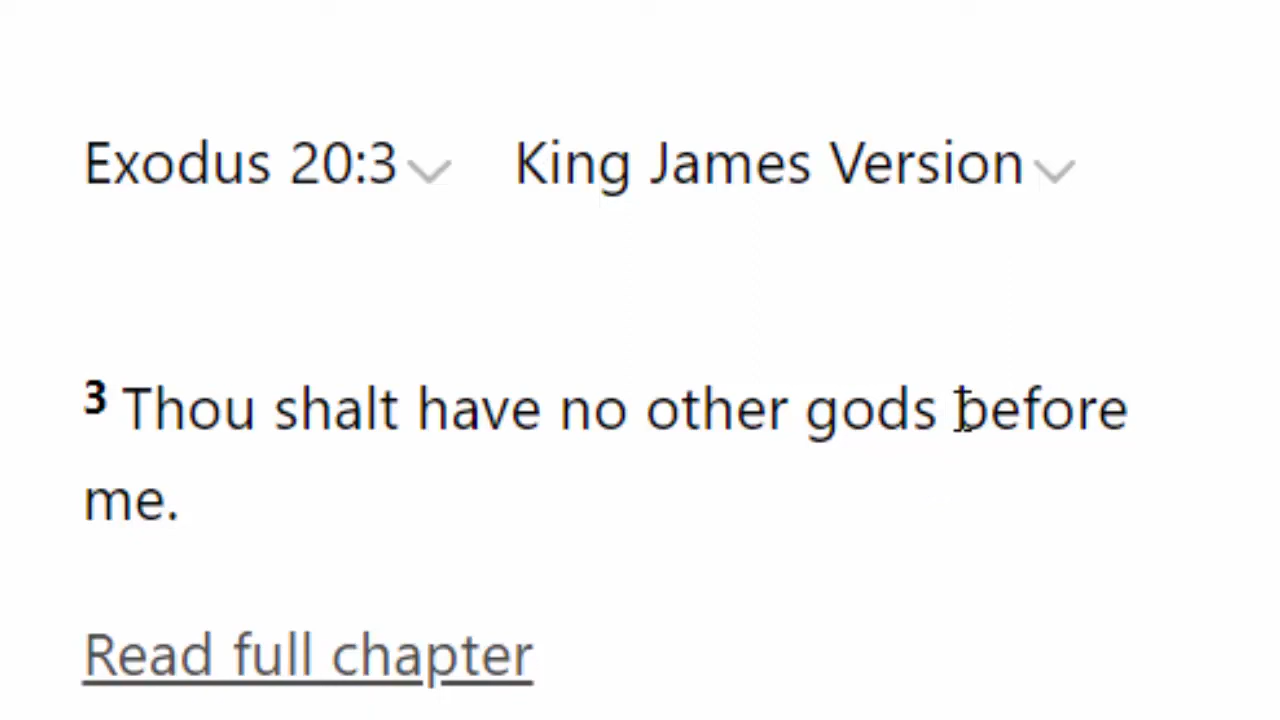 Exodus 20:3 King James Version
3 Thou shalt have no other gods before
me.
Read full chapter